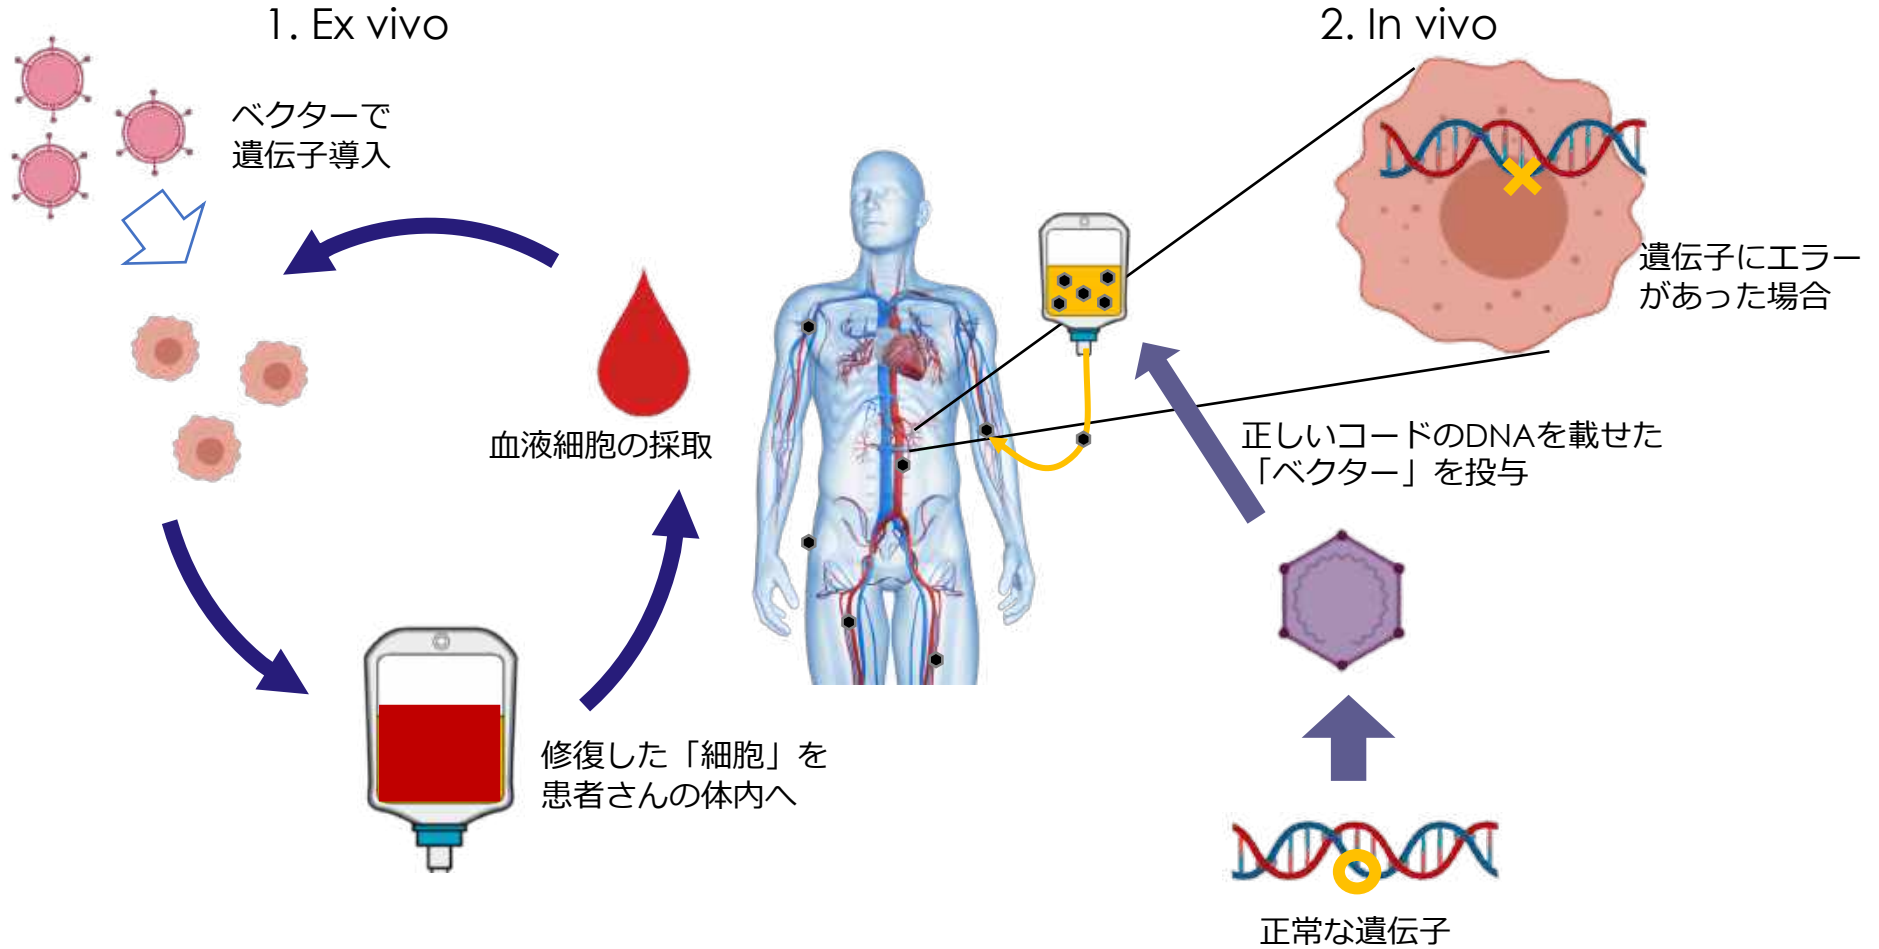 1. Ex vivo
ベクターで
遺伝子導入
血液細胞の採取
修復した「細胞」を
患者さんの体内へ
2. In vivo
遺伝子にエラー
があった場合
正しいコードのDNAを載せた
「ベクター」を投与
正常な遺伝子